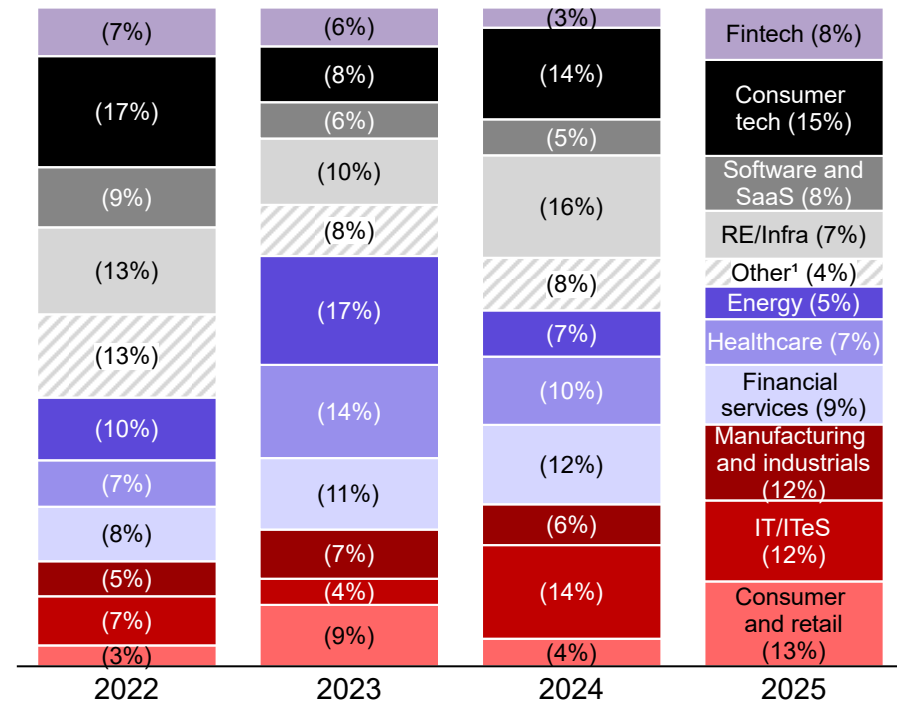 (7%)
(17%)
(9%)
(13%)
(13%)
(10%)
(7%)
(8%)
(5%)
(7%)
(3%)
2022
(6%)
(8%)
(6%)
(10%)
(8%)
(17%)
(14%)
(11%)
(7%)
(4%)
(9%)
2023
(3%)
(14%)
(5%)
(16%)
(8%)
(7%)
(10%)
(12%)
(6%)
(14%)
(4%)
2024
Fintech (8%)
Consumer
tech (15%)
Software and
SaaS (8%)
RE/Infra (7%)
Other¹ (4%)
Energy (5%)
Healthcare (7%)
Financial
services (9%)
Manufacturing
and industrials
(12%)
IT/ITeS
(12%)
Consumer
and retail
(13%)
2025